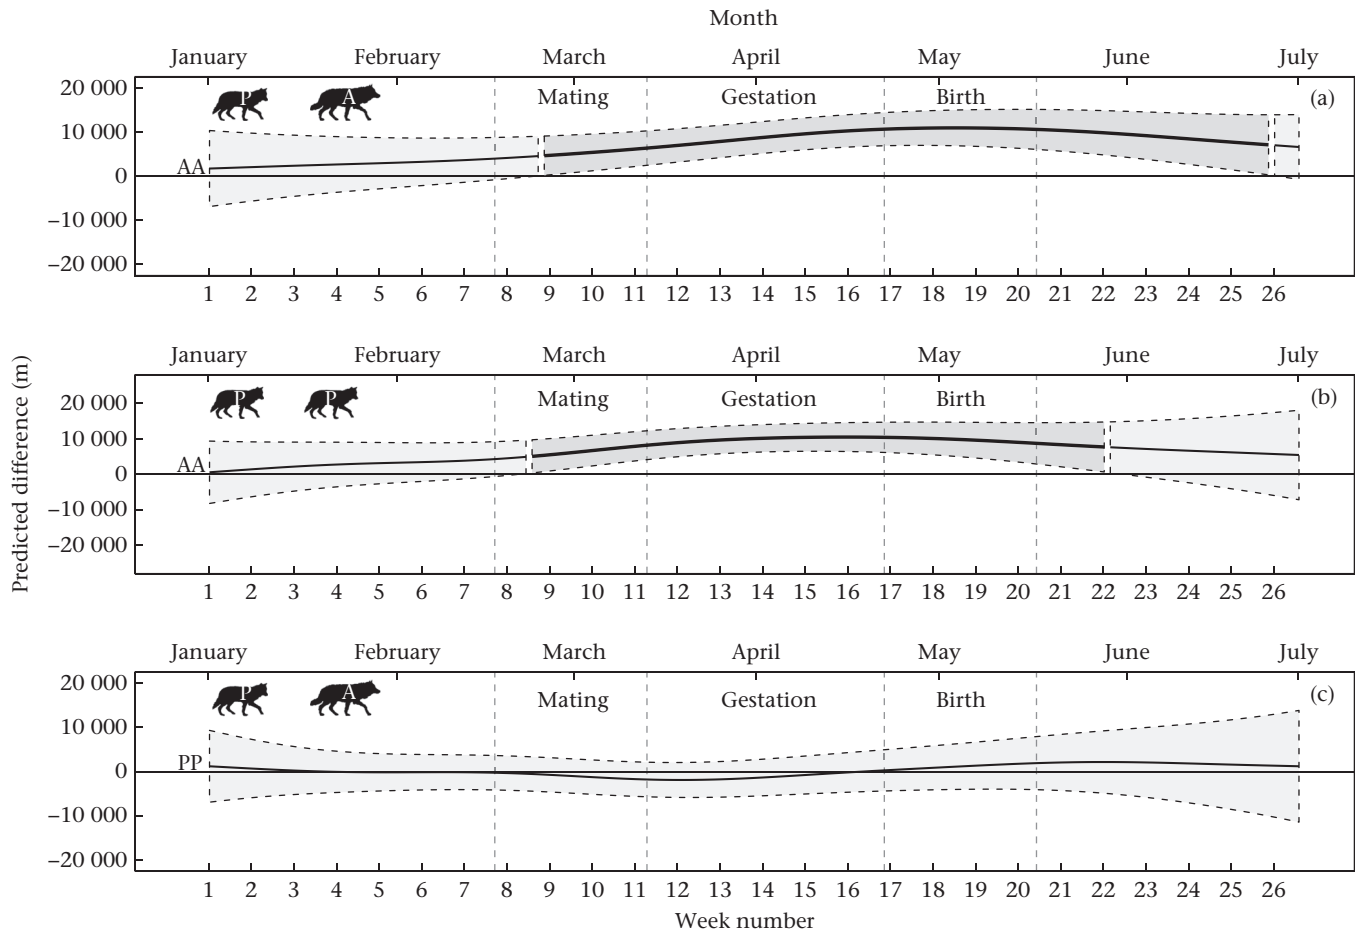 Month
January February March April May June July
20 000
10 000
0
−10 000
−20 000
P A Mating Gestation Birth (a)
AA
1 2 3 4 5 6 7 8 9 10 11 12 13 14 15 16 17 18 19 20 21 22 23 24 25 26
Predicted difference (m)
January February March April May June July
20 000
10 000
0
−10 000
−20 000
P P Mating Gestation Birth (b)
AA
1 2 3 4 5 6 7 8 9 10 11 12 13 14 15 16 17 18 19 20 21 22 23 24 25 26
January February March April May June July
20 000
10 000
0
−10 000
−20 000
P A Mating Gestation Birth (c)
PP
1 2 3 4 5 6 7 8 9 10 11 12 13 14 15 16 17 18 19 20 21 22 23 24 25 26
Week number